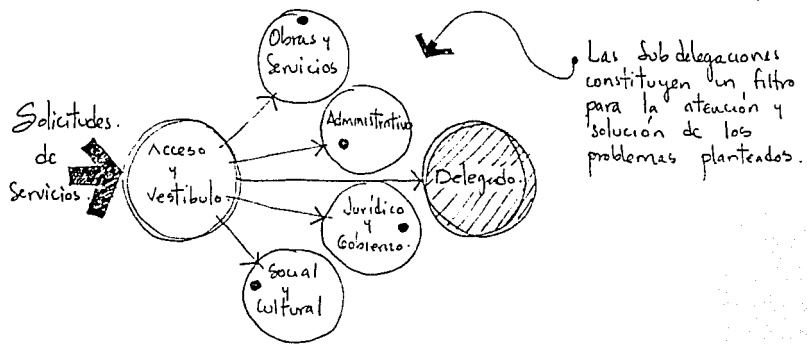 Solicitudes.
de
Servicios.
Acceso
y
Vestíbulo
Obras y
Servicios
Administrativo
Delegado.
Jurídico
y
Gobierno.
Social
y
Cultural
Las Subdelegaciones
constituyen un filtro
para la atención y
solución de los
problemas planteados.